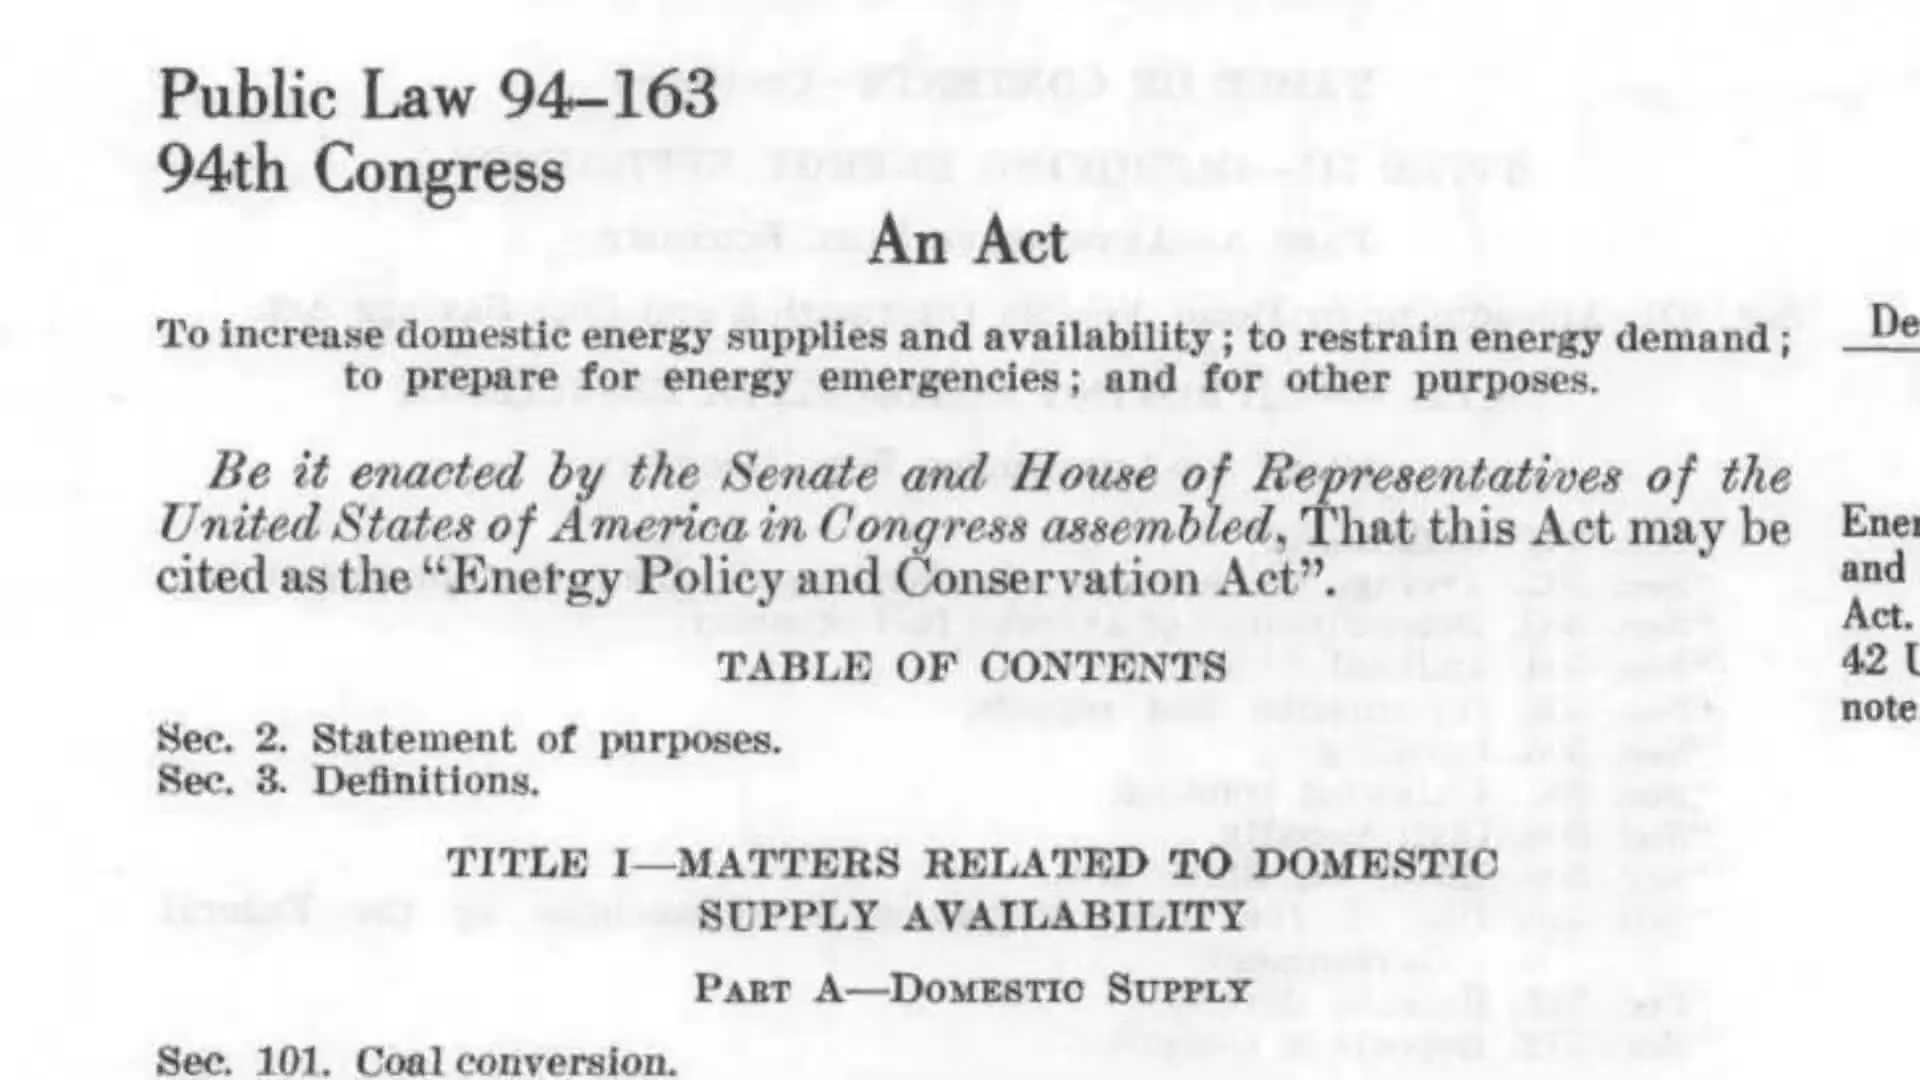 Public Law 94–163
94th Congress
An Act
To increase domestic energy supplies and availability; to restrain energy demand;
to prepare for energy emergencies; and for other purposes.
Be it enacted by the Senate and House of Representatives of the
United States of America in Congress assembled, That this Act may be
cited as the “Energy Policy and Conservation Act”.
TABLE OF CONTENTS
Sec. 2. Statement of purposes.
Sec. 3. Definitions.
TITLE I—MATTERS RELATED TO DOMESTIC
SUPPLY AVAILABILITY
PART A—DOMESTIC SUPPLY
Sec. 101. Coal conversion.
and
Act.
42
note